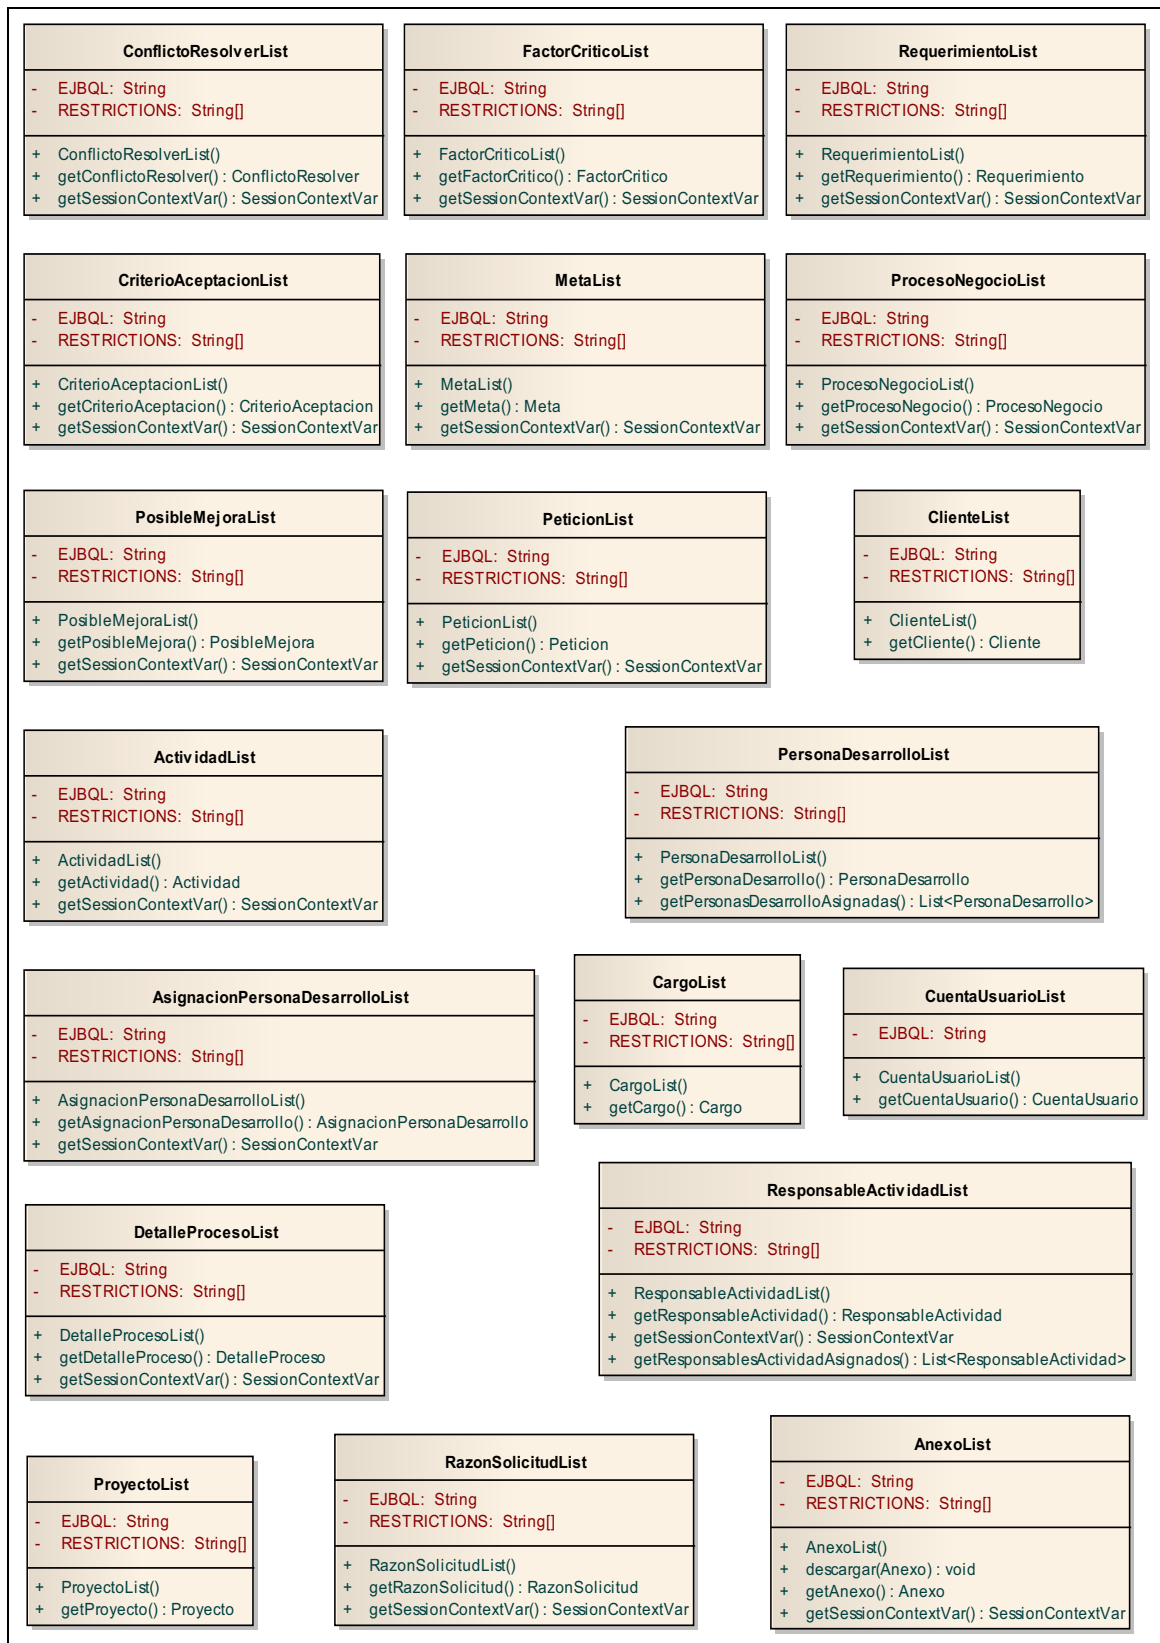 ConflictoResolverList
- EJBQL: String
- RESTRICTIONS: String[]
+ ConflictoResolverList()
+ getConflictoResolver() : ConflictoResolver
+ getSessionContextVar() : SessionContextVar
FactorCriticoList
- EJBQL: String
- RESTRICTIONS: String[]
+ FactorCriticoList()
+ getFactorCritico() : FactorCritico
+ getSessionContextVar() : SessionContextVar
RequerimientoList
- EJBQL: String
- RESTRICTIONS: String[]
+ RequerimientoList()
+ getRequerimiento() : Requerimiento
+ getSessionContextVar() : SessionContextVar
CriterioAceptacionList
- EJBQL: String
- RESTRICTIONS: String[]
+ CriterioAceptacionList()
+ getCriterioAceptacion() : CriterioAceptacion
+ getSessionContextVar() : SessionContextVar
MetaList
- EJBQL: String
- RESTRICTIONS: String[]
+ MetaList()
+ getMeta() : Meta
+ getSessionContextVar() : SessionContextVar
ProcesoNegocioList
- EJBQL: String
- RESTRICTIONS: String[]
+ ProcesoNegocioList()
+ getProcesoNegocio() : ProcesoNegocio
+ getSessionContextVar() : SessionContextVar
PosibleMejoraList
- EJBQL: String
- RESTRICTIONS: String[]
+ PosibleMejoraList()
+ getPosibleMejora() : PosibleMejora
+ getSessionContextVar() : SessionContextVar
PeticionList
- EJBQL: String
- RESTRICTIONS: String[]
+ PeticionList()
+ getPeticion() : Peticion
+ getSessionContextVar() : SessionContextVar
ClienteList
- EJBQL: String
- RESTRICTIONS: String[]
+ ClienteList()
+ getCliente() : Cliente
ActividadList
- EJBQL: String
- RESTRICTIONS: String[]
+ ActividadList()
+ getActividad() : Actividad
+ getSessionContextVar() : SessionContextVar
PersonaDesarrolloList
- EJBQL: String
- RESTRICTIONS: String[]
+ PersonaDesarrolloList()
+ getPersonaDesarrollo() : PersonaDesarrollo
+ getPersonasDesarrolloAsignadas() : List<PersonaDesarrollo>
AsignacionPersonaDesarrolloList
- EJBQL: String
- RESTRICTIONS: String[]
+ AsignacionPersonaDesarrolloList()
+ getAsignacionPersonaDesarrollo() : AsignacionPersonaDesarrollo
+ getSessionContextVar() : SessionContextVar
CargoList
- EJBQL: String
- RESTRICTIONS: String[]
+ CargoList()
+ getCargo() : Cargo
CuentaUsuarioList
- EJBQL: String
+ CuentaUsuarioList()
+ getCuentaUsuario() : CuentaUsuario
DetalleProcesoList
- EJBQL: String
- RESTRICTIONS: String[]
+ DetalleProcesoList()
+ getDetalleProceso() : DetalleProceso
+ getSessionContextVar() : SessionContextVar
ResponsableActividadList
- EJBQL: String
- RESTRICTIONS: String[]
+ ResponsableActividadList()
+ getResponsableActividad() : ResponsableActividad
+ getSessionContextVar() : SessionContextVar
+ getResponsablesActividadAsignados() : List<ResponsableActividad>
ProyectoList
- EJBQL: String
- RESTRICTIONS: String[]
+ ProyectoList()
+ getProyecto() : Proyecto
RazonSolicitudList
- EJBQL: String
- RESTRICTIONS: String[]
+ RazonSolicitudList()
+ getRazonSolicitud() : RazonSolicitud
+ getSessionContextVar() : SessionContextVar
AnexoList
- EJBQL: String
- RESTRICTIONS: String[]
+ AnexoList()
+ descargar(Anexo) : void
+ getAnexo() : Anexo
+ getSessionContextVar() : SessionContextVar